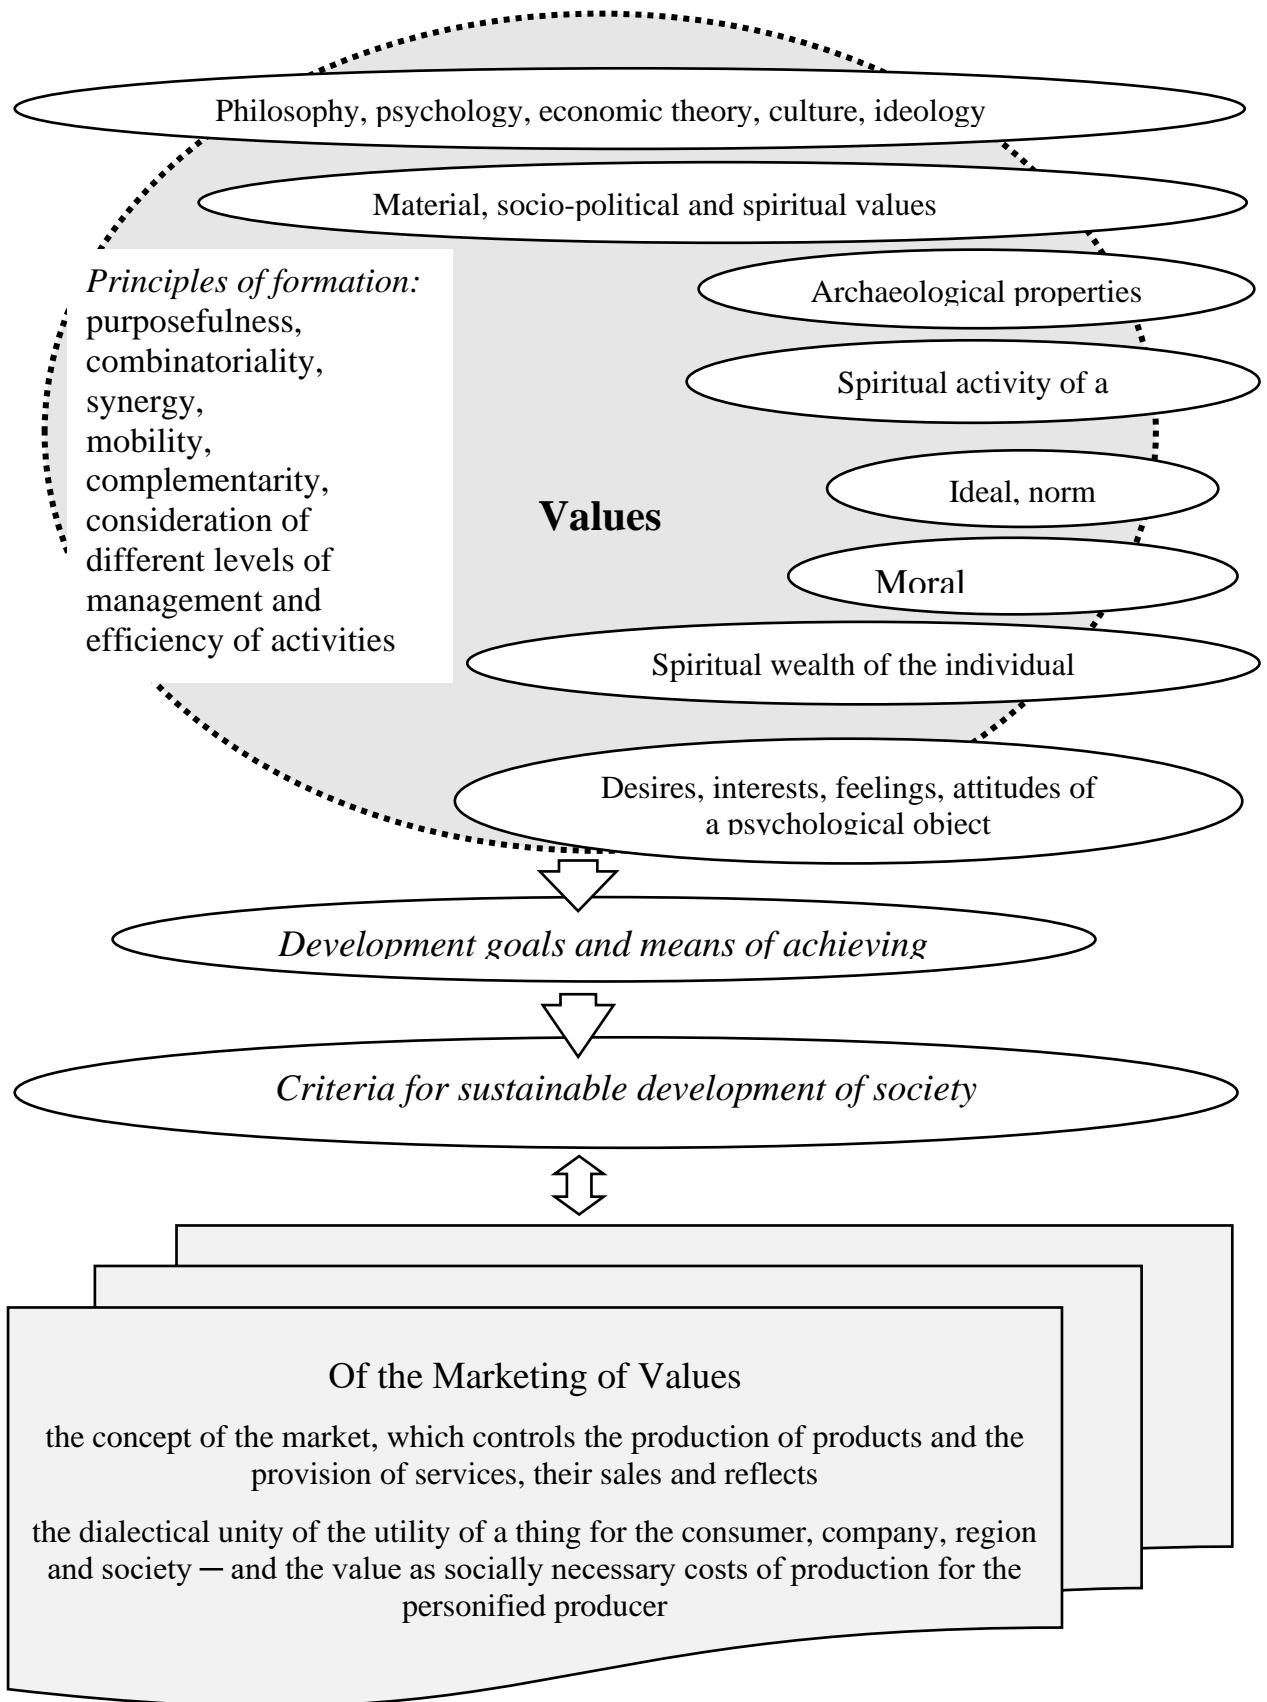 Philosophy, psychology, economic theory, culture, ideology
Material, socio-political and spiritual values
Principles of formation:
purposefulness,
combinatoriality,
synergy,
mobility,
complementarity,
consideration of
different levels of
management and
efficiency of activities
Values
Archaeological properties
Spiritual activity of a
Ideal, norm
Moral
Spiritual wealth of the individual
Desires, interests, feelings, attitudes of
a psychological object
Development goals and means of achieving
Criteria for sustainable development of society
Of the Marketing of Values
the concept of the market, which controls the production of products and the
provision of services, their sales and reflects
the dialectical unity of the utility of a thing for the consumer, company, region
and society — and the value as socially necessary costs of production for the
personified producer